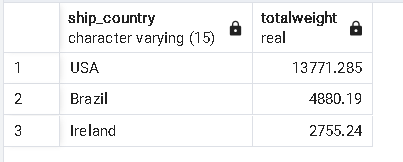 ship_country totalweight
character varying (15) real
1 USA 13771.285
2 Brazil 4880.19
3 Ireland 2755.24